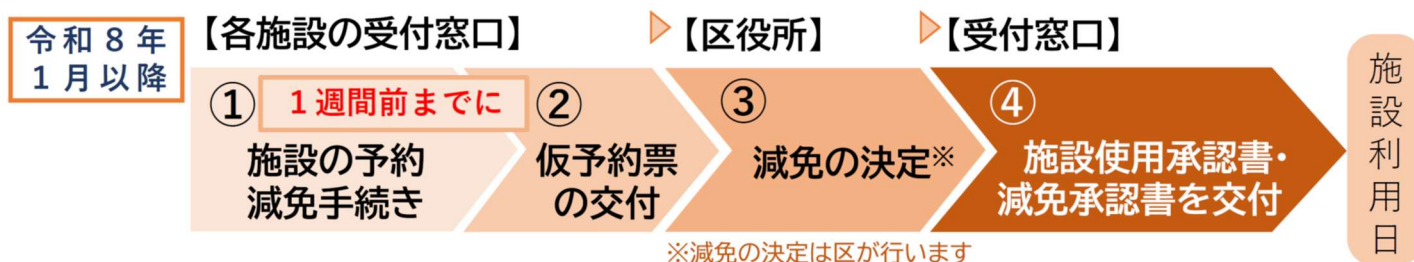 令和８年
１月以降
【各施設の受付窓口】
【区役所】
【受付窓口】
① １週間前までに
施設の予約
減免手続き
②
仮予約票
の交付
③
減免の決定※
④
施設使用承認書・
減免承認書を交付
施設利用日
※減免の決定は区が行います